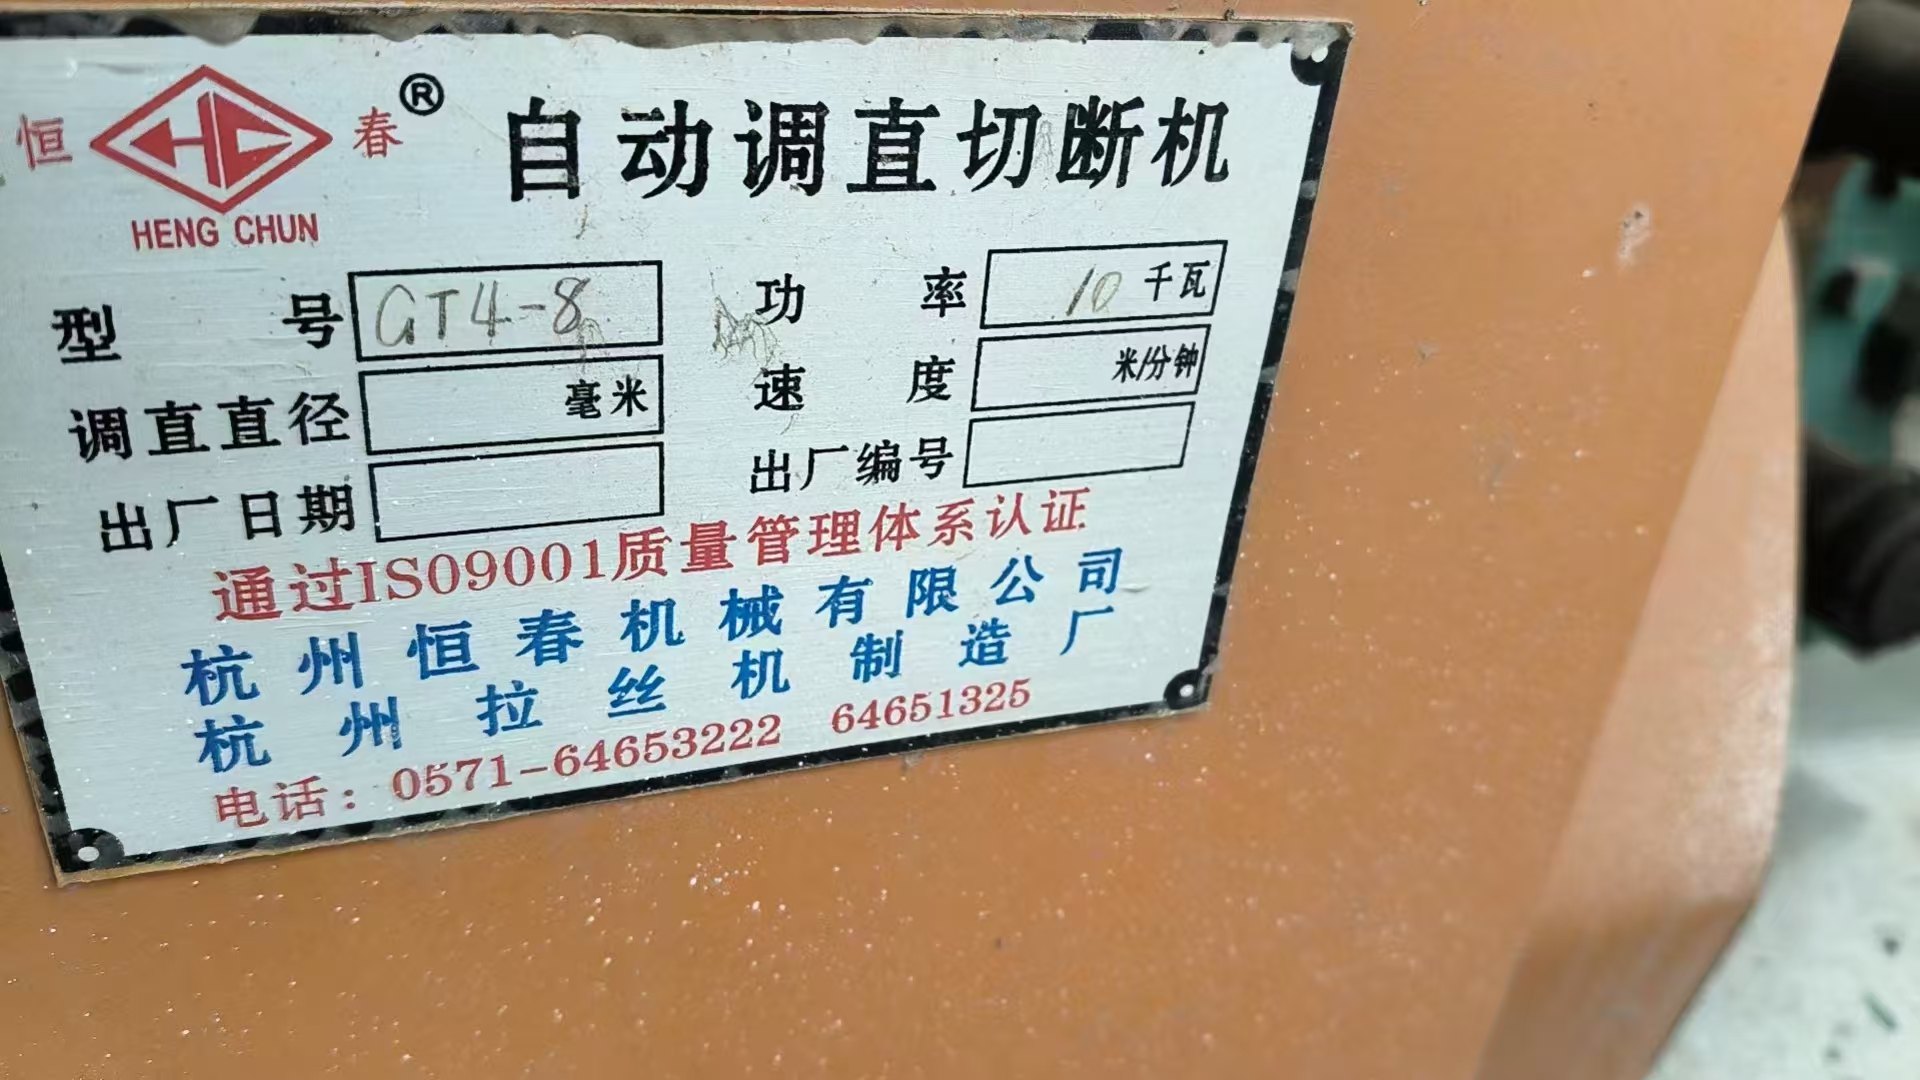 恒 HC 春® 自动调直切断机
HENG CHUN
型号 GT4-8 功率 10 千瓦
调直直径 毫米 速度 米/分钟
出厂日期 出厂编号
通过ISO9001质量管理体系认证
杭州恒春机械有限公司
杭州拉丝机制造厂
电话：0571-64653222 64651325